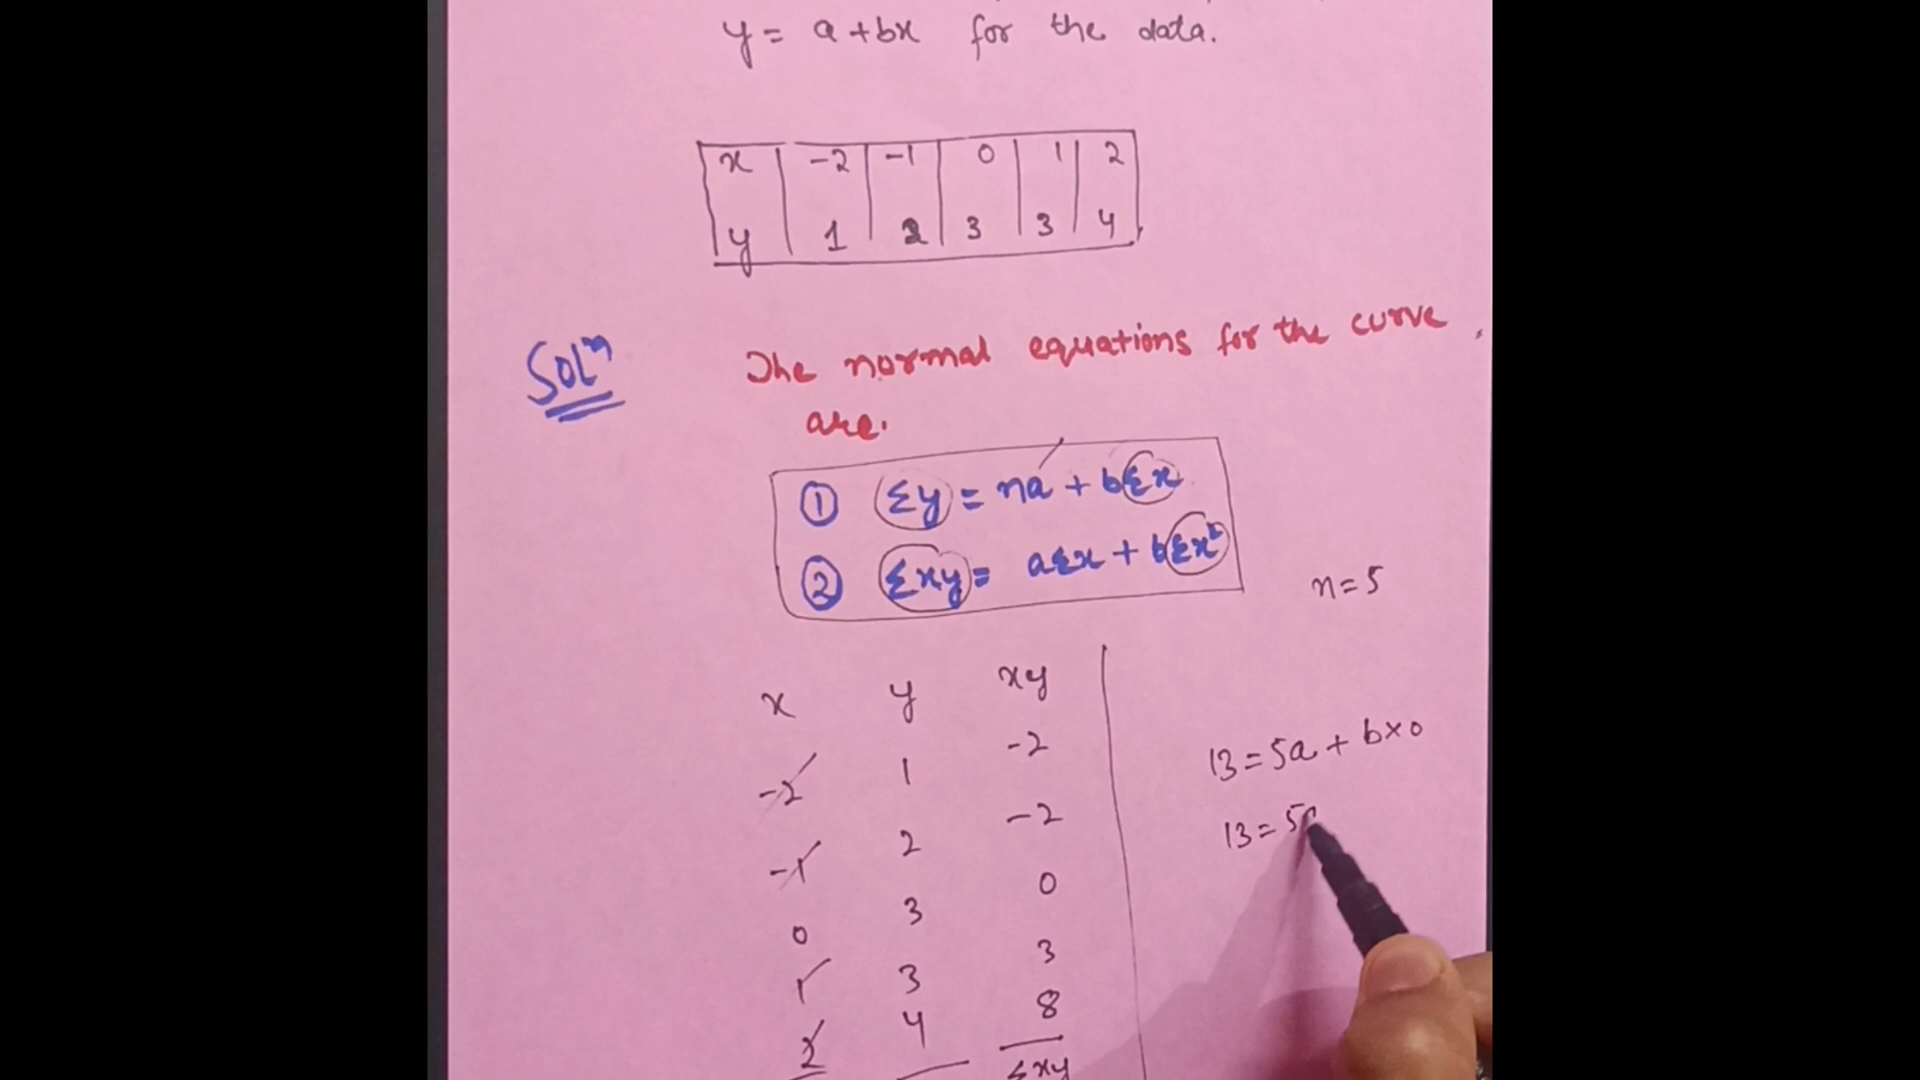 y = a + bx for the data.
x -2 -1 0 1 2
y 1 2 3 3 4
Solⁿ
The normal equations for the curve,
are.
① Σy = na + bΣx
② Σxy = aΣx + bΣx²
n = 5
x y xy
-2 1 -2
-1 2 -2
0 3 0
1 3 3
2 4 8
Σxy
13 = 5a + b×0
13 = 5a